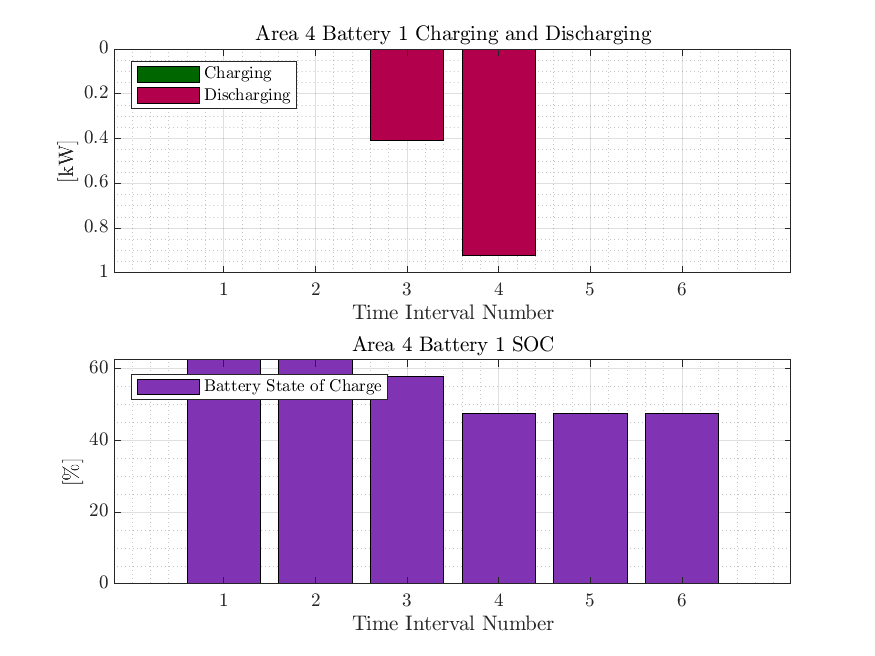 Area 4 Battery 1 Charging and Discharging
0
0.2
0.4
0.6
0.8
1
[kW]
Charging
Discharging
1 2 3 4 5 6
Time Interval Number
Area 4 Battery 1 SOC
60
40
20
0
[%]
Battery State of Charge
1 2 3 4 5 6
Time Interval Number